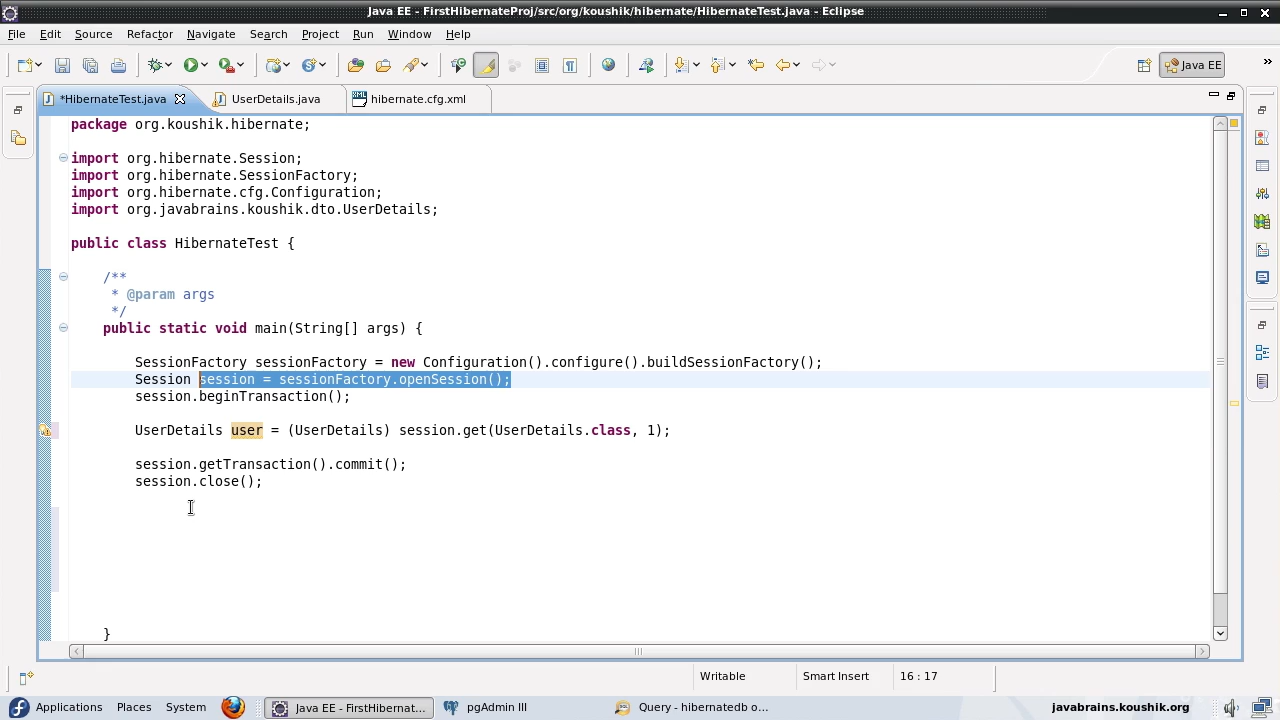 Java EE - FirstHibernateProj/src/org/koushik/hibernate/HibernateTest.java - Eclipse
File Edit Source Refactor Navigate Search Project Run Window Help
Java EE
*HibernateTest.java UserDetails.java hibernate.cfg.xml
package org.koushik.hibernate;
import org.hibernate.Session;
import org.hibernate.SessionFactory;
import org.hibernate.cfg.Configuration;
import org.javabrains.koushik.dto.UserDetails;
public class HibernateTest {
/**
* @param args
*/
public static void main(String[] args) {
SessionFactory sessionFactory = new Configuration().configure().buildSessionFactory();
Session session = sessionFactory.openSession();
session.beginTransaction();
UserDetails user = (UserDetails) session.get(UserDetails.class, 1);
session.getTransaction().commit();
session.close();
}
Writable Smart Insert 16 : 17
Applications Places System Java EE - FirstHibernat... pgAdmin III Query - hibernatedb o... javabrains.koushik.org